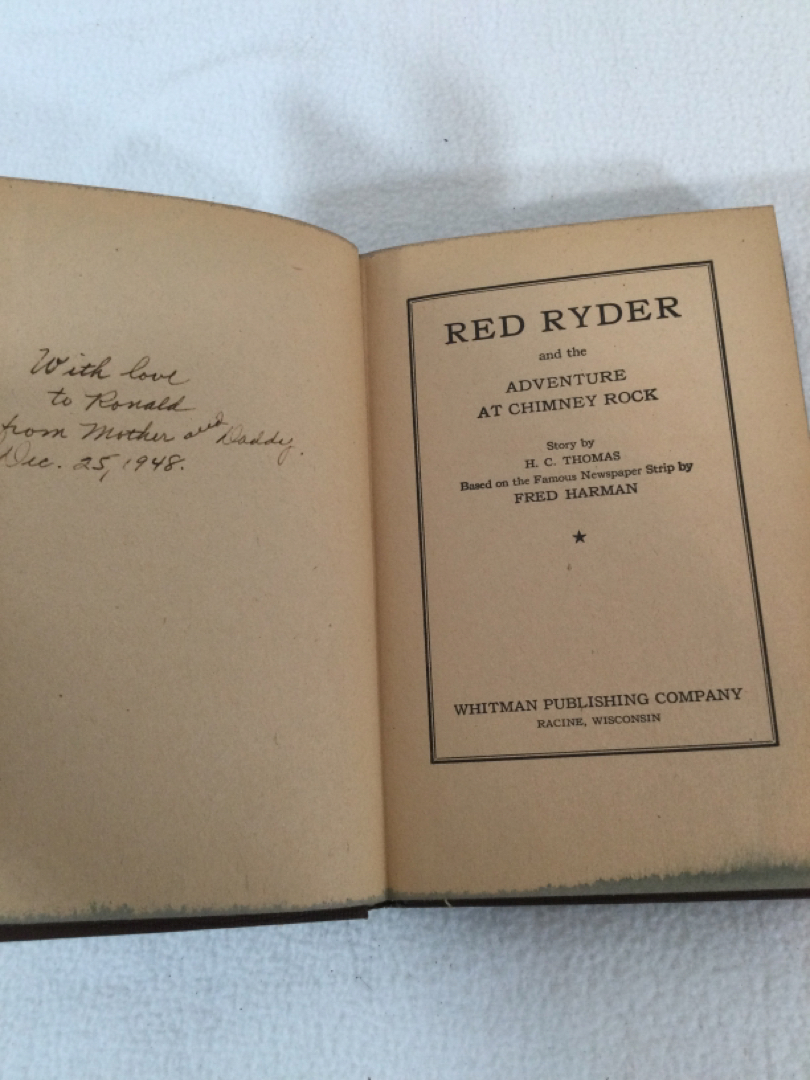 With love
to Ronald
from Mother and Daddy.
Dec. 25, 1948.
RED RYDER
and the
ADVENTURE
AT CHIMNEY ROCK
Story by
H. C. THOMAS
Based on the Famous Newspaper Strip by
FRED HARMAN
WHITMAN PUBLISHING COMPANY
RACINE, WISCONSIN